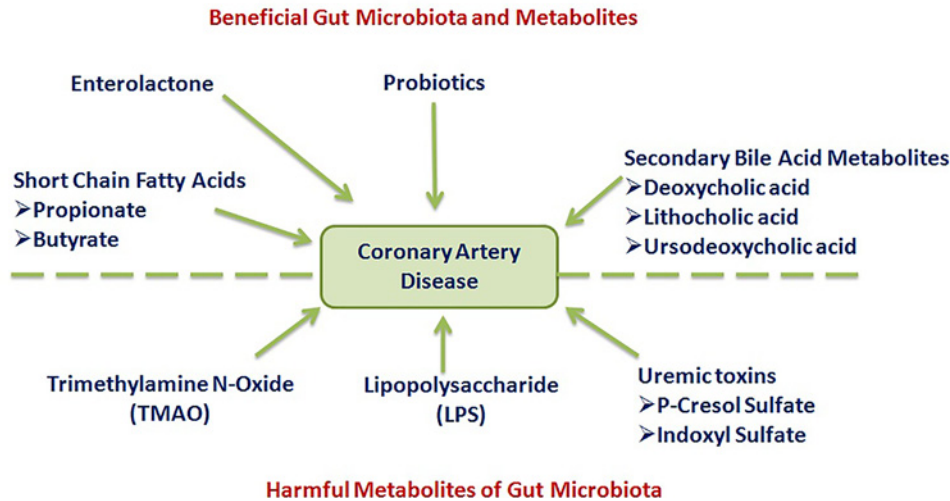 Beneficial Gut Microbiota and Metabolites
Enterolactone
Probiotics
Short Chain Fatty Acids
➢Propionate
➢Butyrate
Secondary Bile Acid Metabolites
➢Deoxycholic acid
➢Lithocholic acid
➢Ursodeoxycholic acid
Coronary Artery
Disease
Trimethylamine N-Oxide
(TMAO)
Lipopolysaccharide
(LPS)
Uremic toxins
➢P-Cresol Sulfate
➢Indoxyl Sulfate
Harmful Metabolites of Gut Microbiota